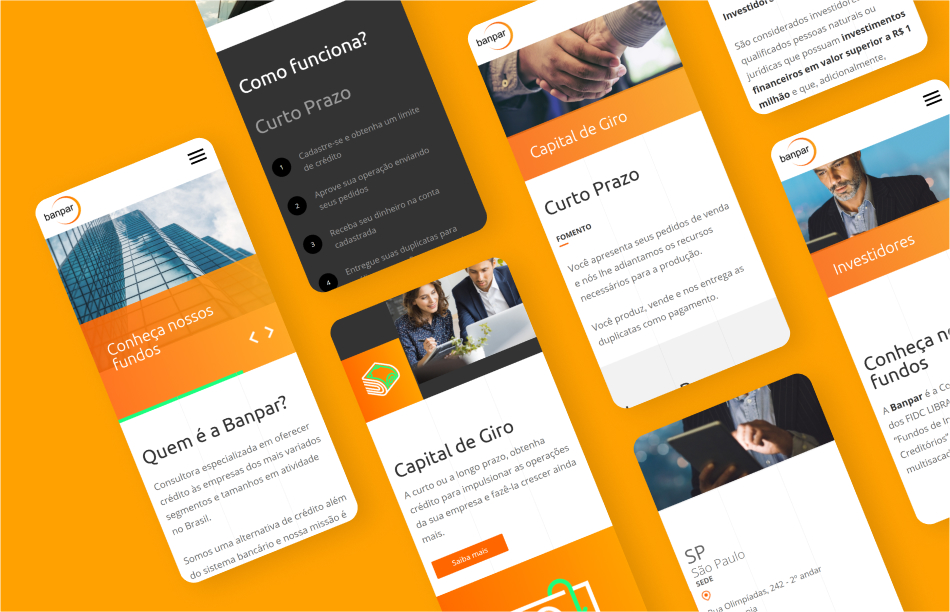 banpar
Conheça nossos
fundos
Quem é a Banpar?
Consultora especializada em oferecer
crédito às empresas dos mais variados
segmentos e tamanhos em atividade
no Brasil.
Somos uma alternativa de crédito além
do sistema bancário e nossa missão é
Como funciona?
Curto Prazo
1
Cadastre-se e obtenha um limite
de crédito
2
Aprove sua operação enviando
seus pedidos
3
Receba seu dinheiro na conta
cadastrada
4
Entregue suas duplicatas para
Capital de Giro
A curto ou a longo prazo, obtenha
crédito para impulsionar as operações
da sua empresa e fazê-la crescer ainda
mais.
Saiba mais
banpar
Capital de Giro
Curto Prazo
FOMENTO
Você apresenta seus pedidos de venda
e nós lhe adiantamos os recursos
necessários para a produção.
Você produz, vende e nos entrega as
duplicatas como pagamento.
SP
São Paulo
SEDE
Rua Olimpíadas, 242 - 2º andar
São considerados investidores
qualificados pessoas naturais ou
jurídicas que possuam investimentos
financeiros em valor superior a R$ 1
milhão e que, adicionalmente,
banpar
Investidores
Conheça
fundos
A Banpar é a
dos FIDC
"Fundos de
Creditórios"